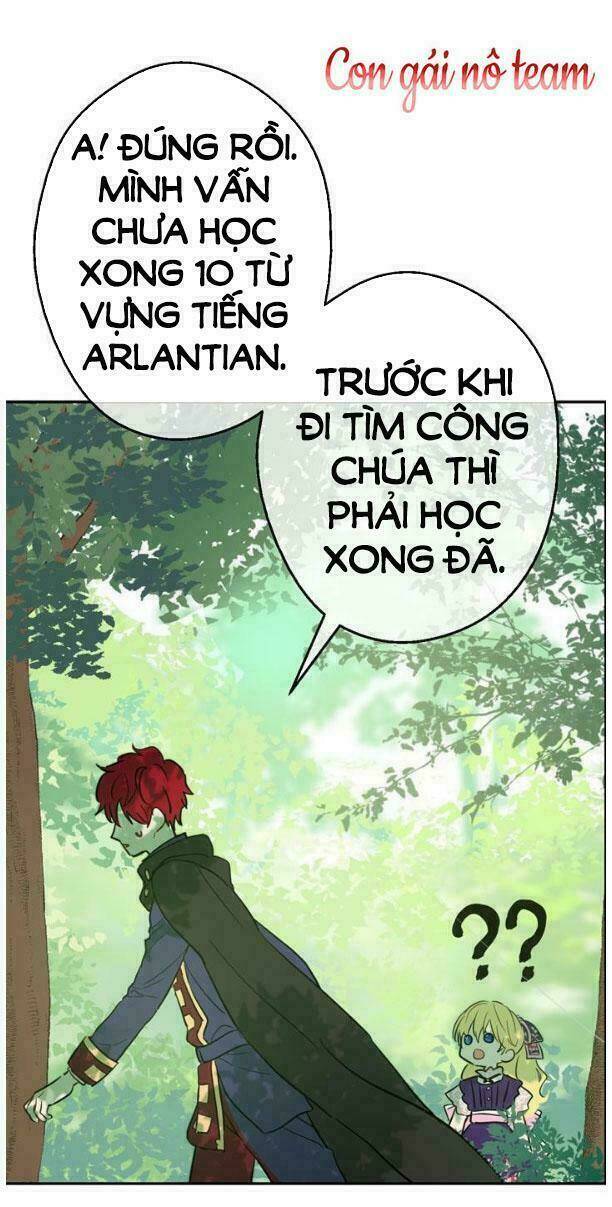 Con gái nô team
A! ĐÚNG RỒI.
MÌNH VẪN
CHƯA HỌC
XONG 10 TỪ
VỰNG TIẾNG
ARLANTIAN.
TRƯỚC KHI
ĐI TÌM CÔNG
CHÚA THÌ
PHẢI HỌC
XONG ĐÃ.
??